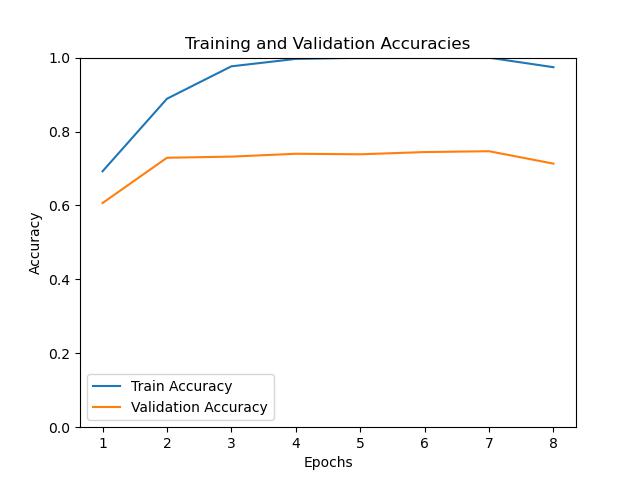 Training and Validation Accuracies
1.0
0.8
0.6
0.4
0.2
0.0
Accuracy
Train Accuracy
Validation Accuracy
1 2 3 4 5 6 7 8
Epochs